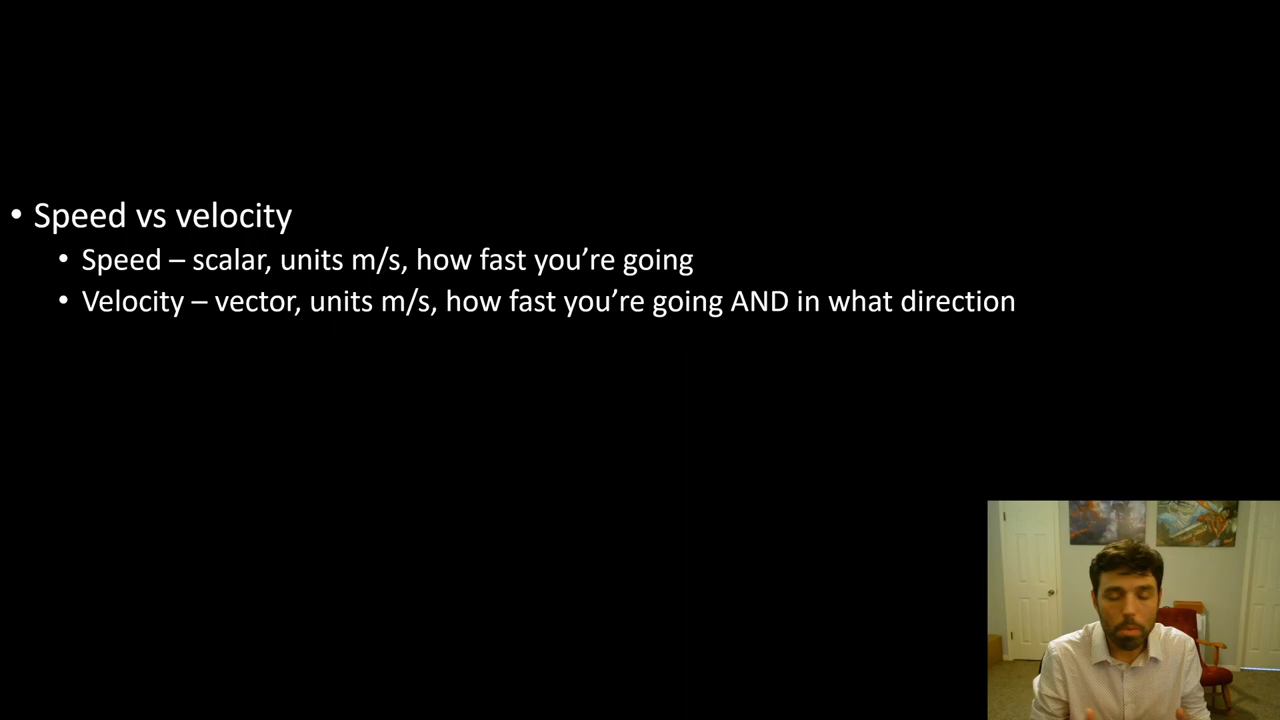 • Speed vs velocity
• Speed – scalar, units m/s, how fast you’re going
• Velocity – vector, units m/s, how fast you’re going AND in what direction